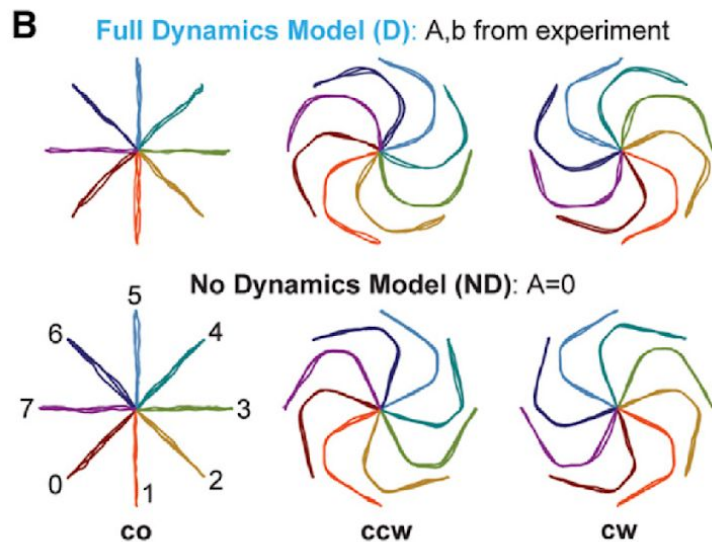 B
Full Dynamics Model (D): A,b from experiment
No Dynamics Model (ND): A=0
5
6
4
7
3
0
2
1
co
ccw
cw